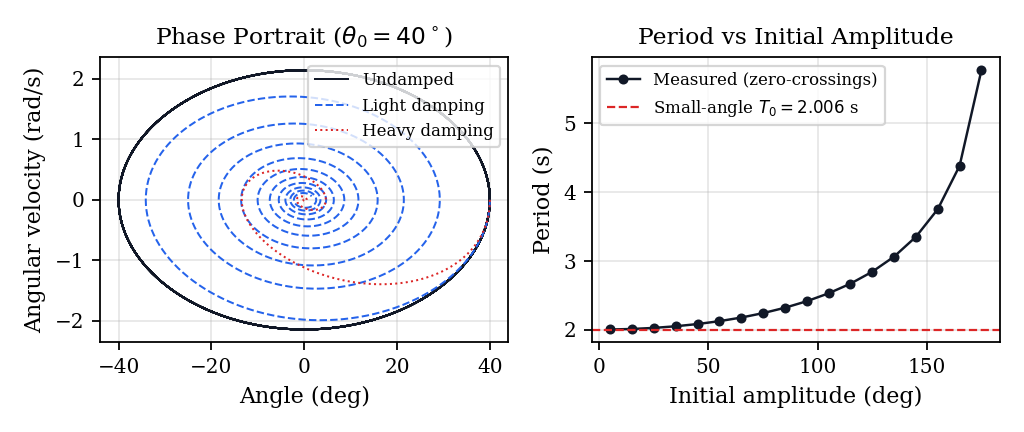 Phase Portrait (θ₀ = 40°)
Angular velocity (rad/s)
2
1
0
−1
−2
Undamped
Light damping
Heavy damping
−40 −20 0 20 40
Angle (deg)
Period vs Initial Amplitude
Period (s)
5
4
3
2
Measured (zero-crossings)
Small-angle T₀ = 2.006 s
0 50 100 150
Initial amplitude (deg)